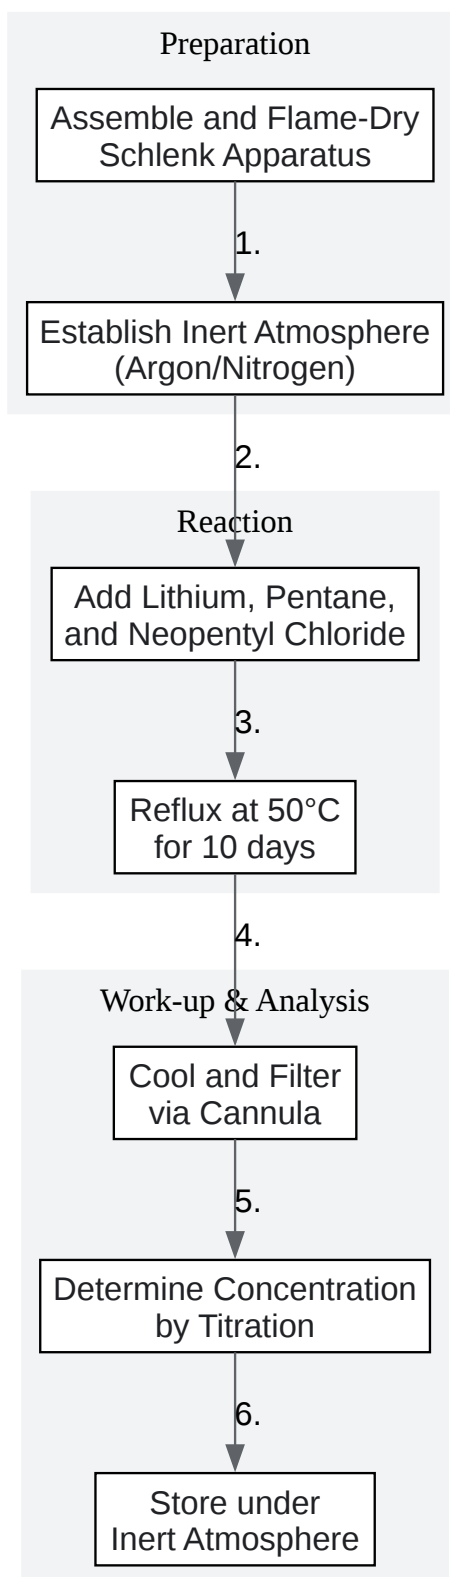 Preparation
Assemble and Flame-Dry
Schlenk Apparatus
1.
Establish Inert Atmosphere
(Argon/Nitrogen)
2.
Reaction
Add Lithium, Pentane,
and Neopentyl Chloride
3.
Reflux at 50°C
for 10 days
4.
Work-up & Analysis
Cool and Filter
via Cannula
5.
Determine Concentration
by Titration
6.
Store under
Inert Atmosphere